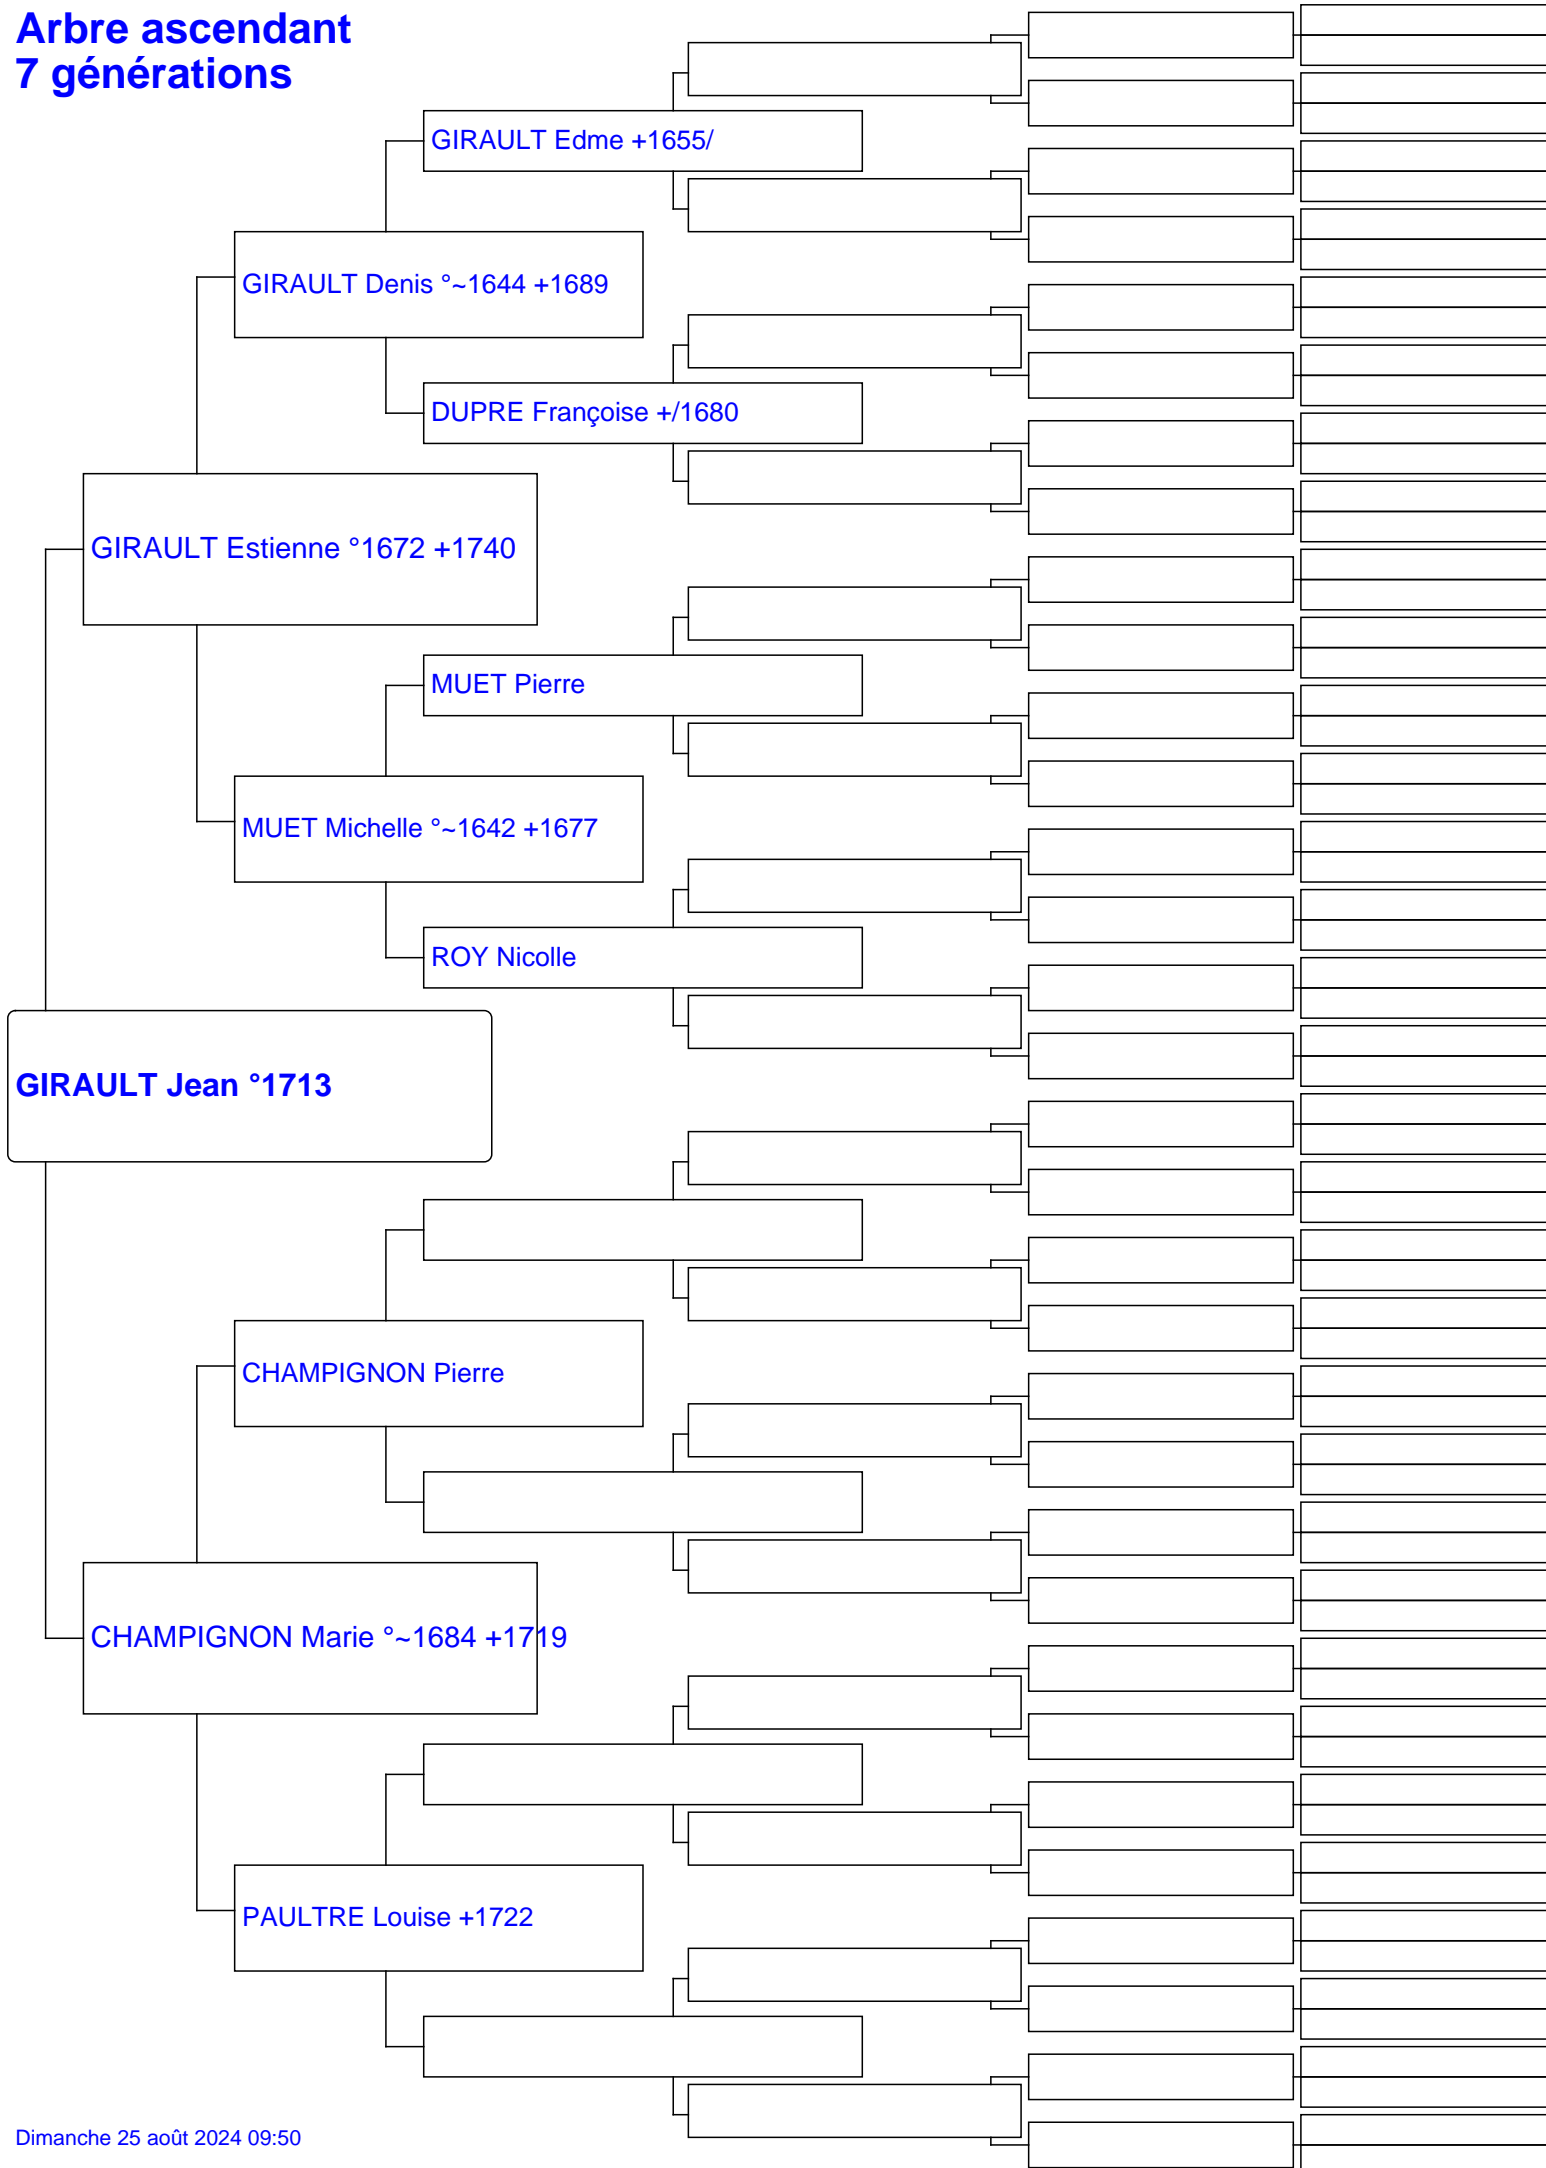 Arbre ascendant
7 générations
GIRAULT Edme +1655/
GIRAULT Denis °~1644 +1689
DUPRE Françoise +/1680
GIRAULT Estienne °1672 +1740
MUET Pierre
MUET Michelle °~1642 +1677
ROY Nicolle
GIRAULT Jean °1713
CHAMPIGNON Pierre
CHAMPIGNON Marie °~1684 +1719
PAULTRE Louise +1722
Dimanche 25 août 2024 09:50